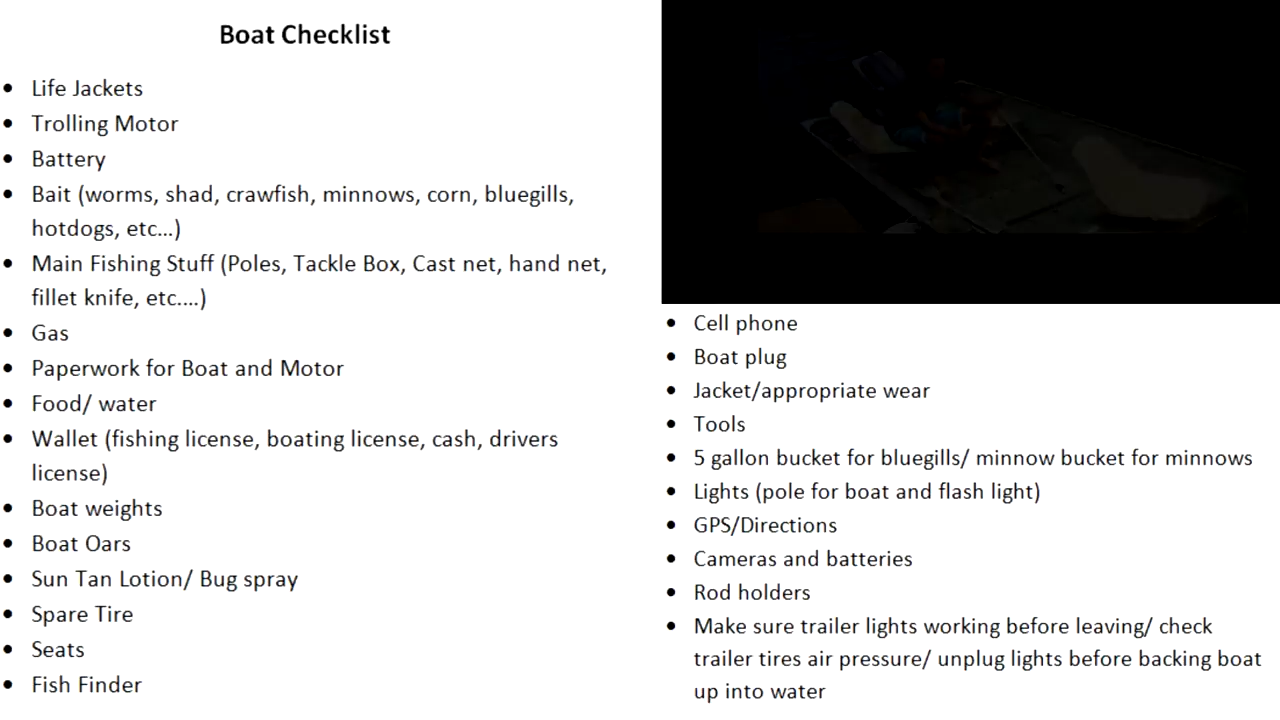 Boat Checklist
• Life Jackets
• Trolling Motor
• Battery
• Bait (worms, shad, crawfish, minnows, corn, bluegills,
hotdogs, etc...)
• Main Fishing Stuff (Poles, Tackle Box, Cast net, hand net,
fillet knife, etc....)
• Gas
• Paperwork for Boat and Motor
• Food/ water
• Wallet (fishing license, boating license, cash, drivers
license)
• Boat weights
• Boat Oars
• Sun Tan Lotion/ Bug spray
• Spare Tire
• Seats
• Fish Finder
• Cell phone
• Boat plug
• Jacket/appropriate wear
• Tools
• 5 gallon bucket for bluegills/ minnow bucket for minnows
• Lights (pole for boat and flash light)
• GPS/Directions
• Cameras and batteries
• Rod holders
• Make sure trailer lights working before leaving/ check
trailer tires air pressure/ unplug lights before backing boat
up into water